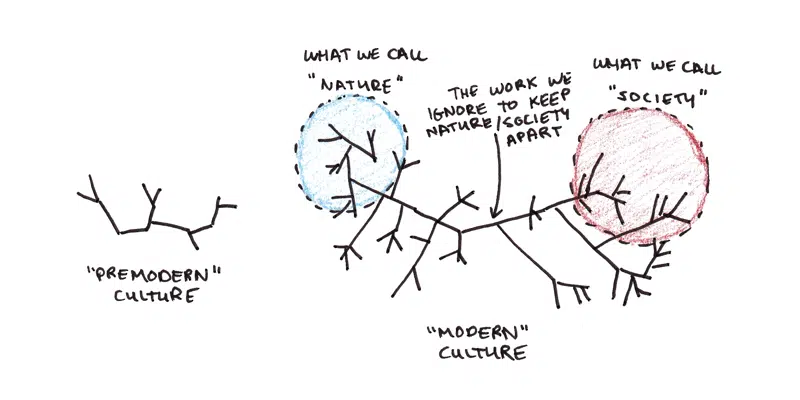 WHAT WE CALL
"NATURE"
THE WORK WE
IGNORE TO KEEP
NATURE/SOCIETY
APART
WHAT WE CALL
"SOCIETY"
"PREMODERN"
CULTURE
"MODERN"
CULTURE